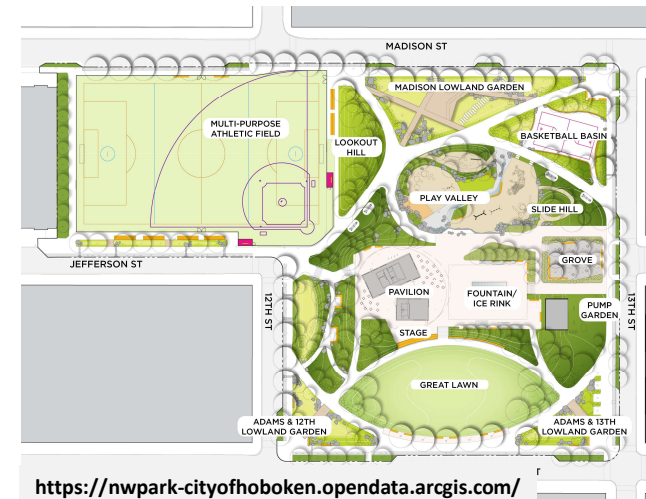 MADISON ST
MADISON LOWLAND GARDEN
MULTI-PURPOSE
ATHLETIC FIELD
BASKETBALL BASIN
LOOKOUT
HILL
PLAY VALLEY
SLIDE HILL
JEFFERSON ST
GROVE
12TH ST
PAVILION
FOUNTAIN/
ICE RINK
PUMP
GARDEN
13TH ST
STAGE
GREAT LAWN
ADAMS & 12TH
LOWLAND GARDEN
ADAMS & 13TH
LOWLAND GARDEN
https://nwpark-cityofhoboken.opendata.arcgis.com/